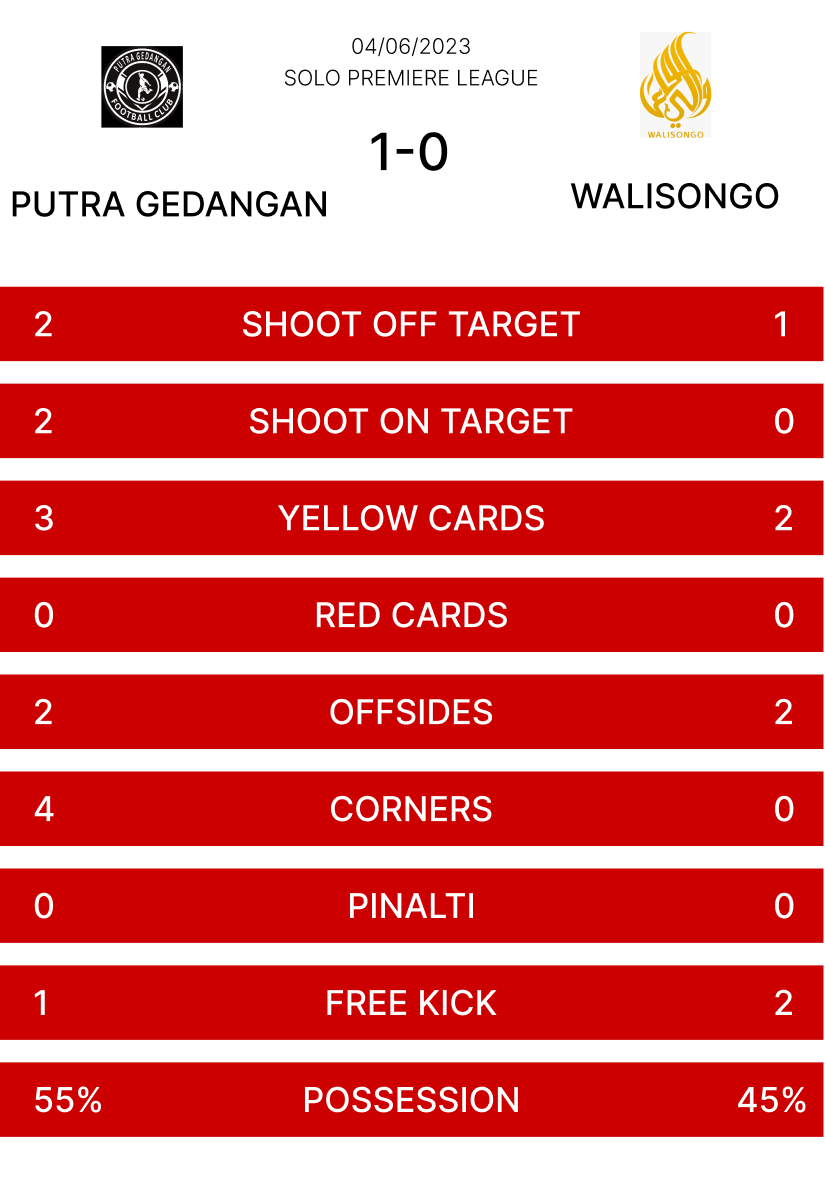 PUTRA GEDANGAN
FOOTBALL CLUB
04/06/2023
SOLO PREMIERE LEAGUE
WALISONGO
1-0
PUTRA GEDANGAN
WALISONGO
2 SHOOT OFF TARGET 1
2 SHOOT ON TARGET 0
3 YELLOW CARDS 2
0 RED CARDS 0
2 OFFSIDES 2
4 CORNERS 0
0 PINALTI 0
1 FREE KICK 2
55% POSSESSION 45%